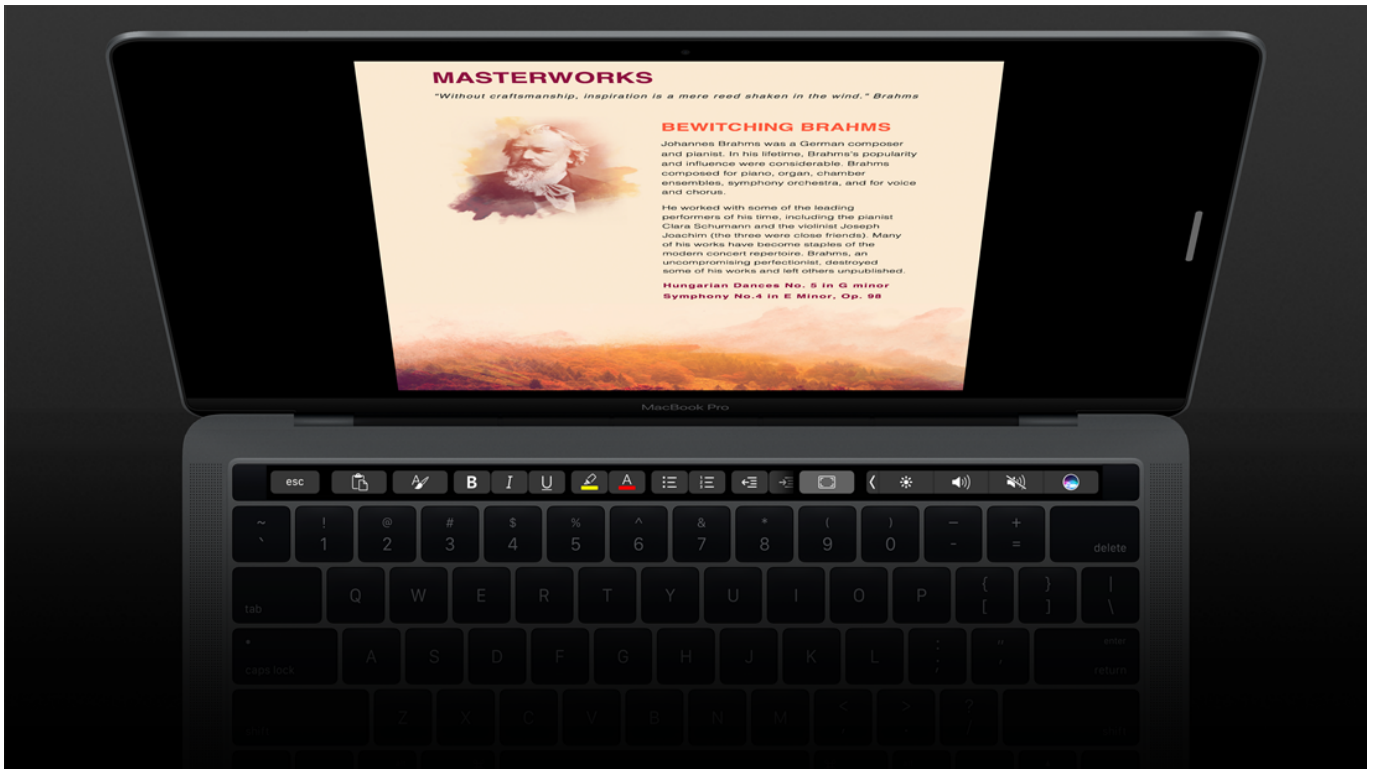 MASTERWORKS
"Without craftsmanship, inspiration is a mere reed shaken in the wind." Brahms
BEWITCHING BRAHMS
Johannes Brahms was a German composer
and pianist. In his lifetime, Brahms's popularity
and influence were considerable. Brahms
composed for piano, organ, chamber
ensembles, symphony orchestra, and for voice
and chorus.
He worked with some of the leading
performers of his time, including the pianist
Clara Schumann and the violinist Joseph
Joachim (the three were close friends). Many
of his works have become staples of the
modern concert repertoire. Brahms, an
uncompromising perfectionist, destroyed
some of his works and left others unpublished.
Hungarian Dances No. 5 in G minor
Symphony No.4 in E Minor, Op. 98
MacBook Pro
esc A B I U A
~ ! @ # $ % ^ & * ( ) — +
` 1 2 3 4 5 6 7 8 9 0 - = delete
{ } |
tab Q W E R T Y U I O P [ ] \
: " enter
caps lock A S D F G H J K L ; ' return
< > ?
shift Z X C V B N M , . / shift